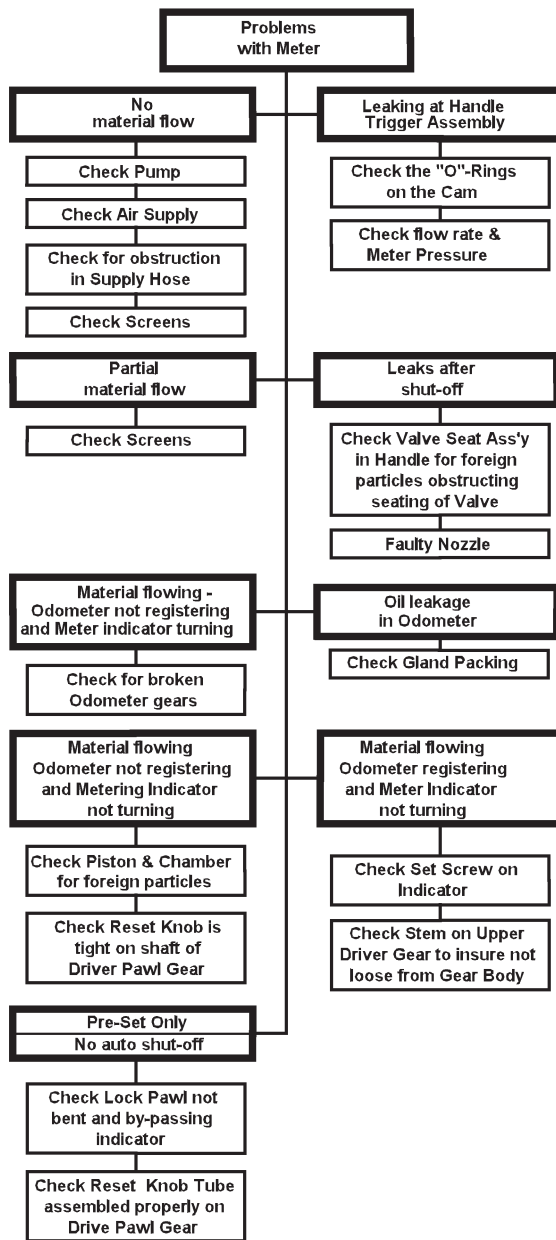 Problems
with Meter
No
material flow
Check Pump
Check Air Supply
Check for obstruction
in Supply Hose
Check Screens
Leaking at Handle
Trigger Assembly
Check the "O"-Rings
on the Cam
Check flow rate &
Meter Pressure
Partial
material flow
Check Screens
Leaks after
shut-off
Check Valve Seat Ass'y
in Handle for foreign
particles obstructing
seating of Valve
Faulty Nozzle
Material flowing -
Odometer not registering
and Meter indicator turning
Check for broken
Odometer gears
Oil leakage
in Odometer
Check Gland Packing
Material flowing
Odometer not registering
and Metering Indicator
not turning
Check Piston & Chamber
for foreign particles
Check Reset Knob is
tight on shaft of
Driver Pawl Gear
Material flowing
Odometer registering
and Meter Indicator
not turning
Check Set Screw on
Indicator
Check Stem on Upper
Driver Gear to insure not
loose from Gear Body
Pre-Set Only
No auto shut-off
Check Lock Pawl not
bent and by-passing
indicator
Check Reset Knob Tube
assembled properly on
Drive Pawl Gear